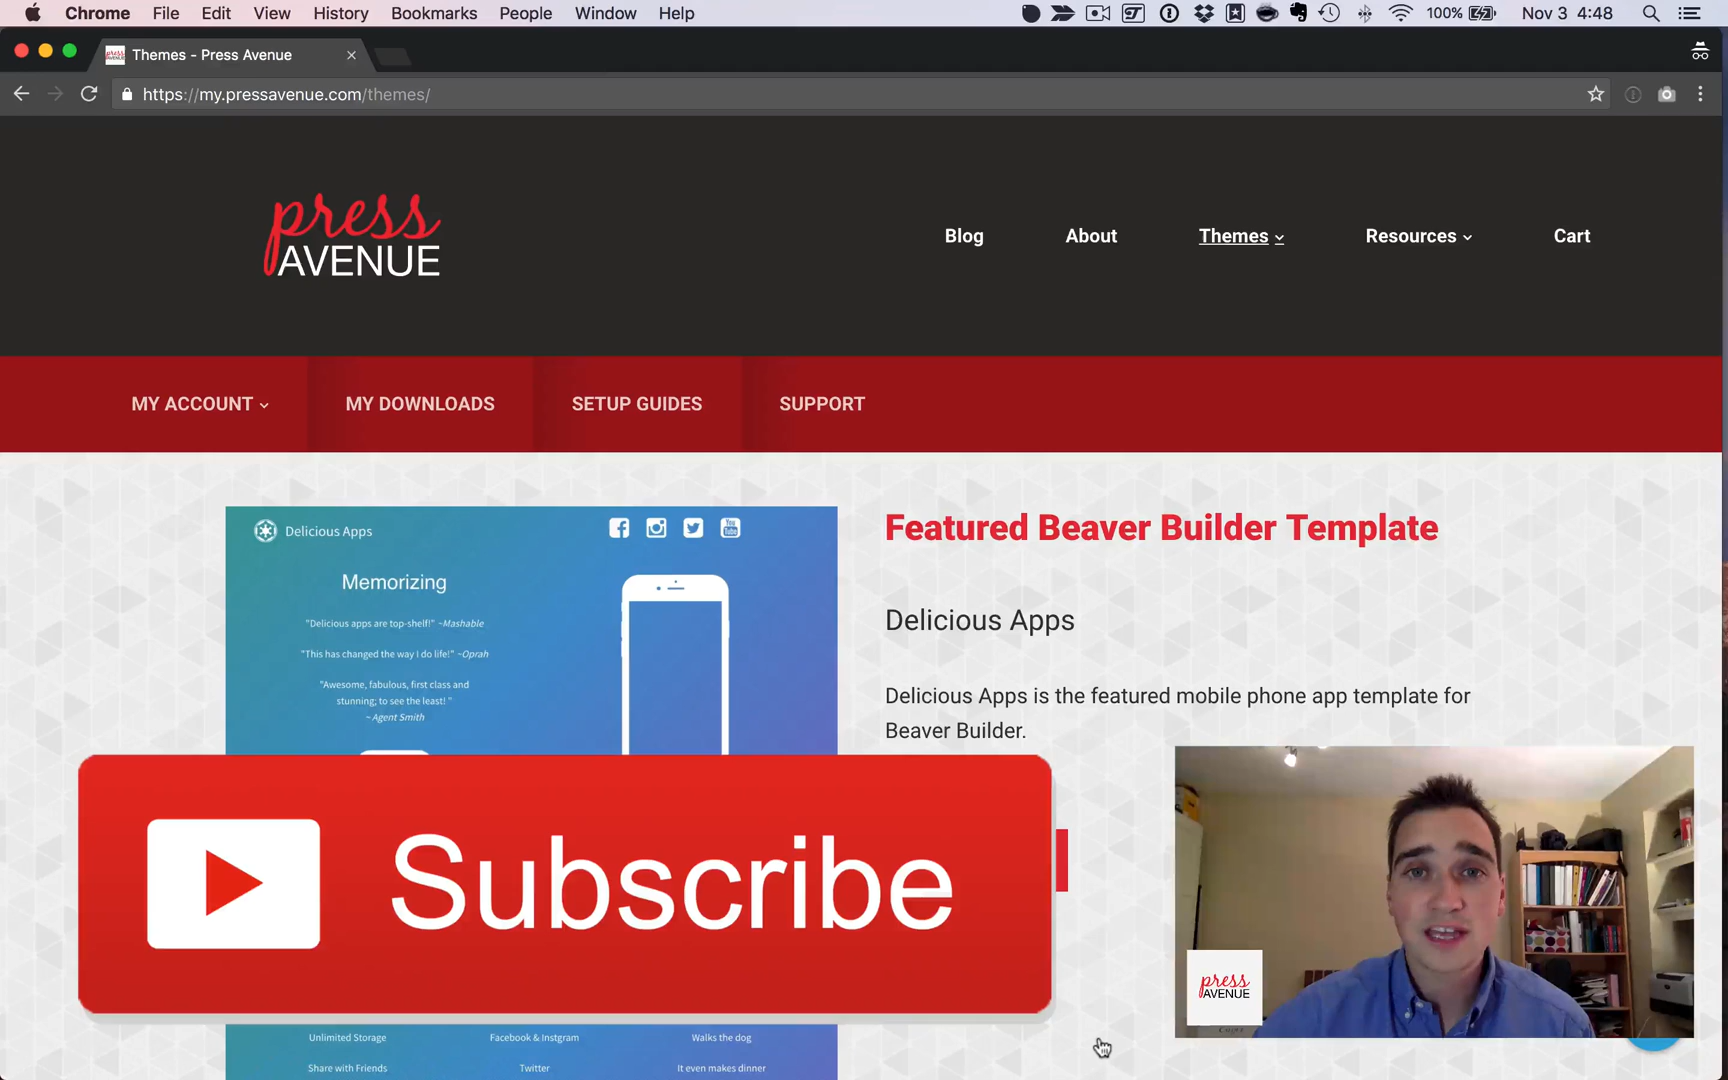 Chrome File Edit View History Bookmarks People Window Help 100% Nov 3 4:48
Themes - Press Avenue
https://my.pressavenue.com/themes/
press
AVENUE
Blog About Themes Resources Cart
MY ACCOUNT MY DOWNLOADS SETUP GUIDES SUPPORT
Delicious Apps
You
Tube
Memorizing
"Delicious apps are top-shelf!" ~Mashable
"This has changed the way I do life!" ~Oprah
"Awesome, fabulous, first class and
stunning; to see the least! "
~ Agent Smith
Featured Beaver Builder Template
Delicious Apps
Delicious Apps is the featured mobile phone app template for
Beaver Builder.
Subscribe
press
AVENUE
Unlimited Storage Facebook & Instgram Walks the dog
Share with Friends Twitter It even makes dinner